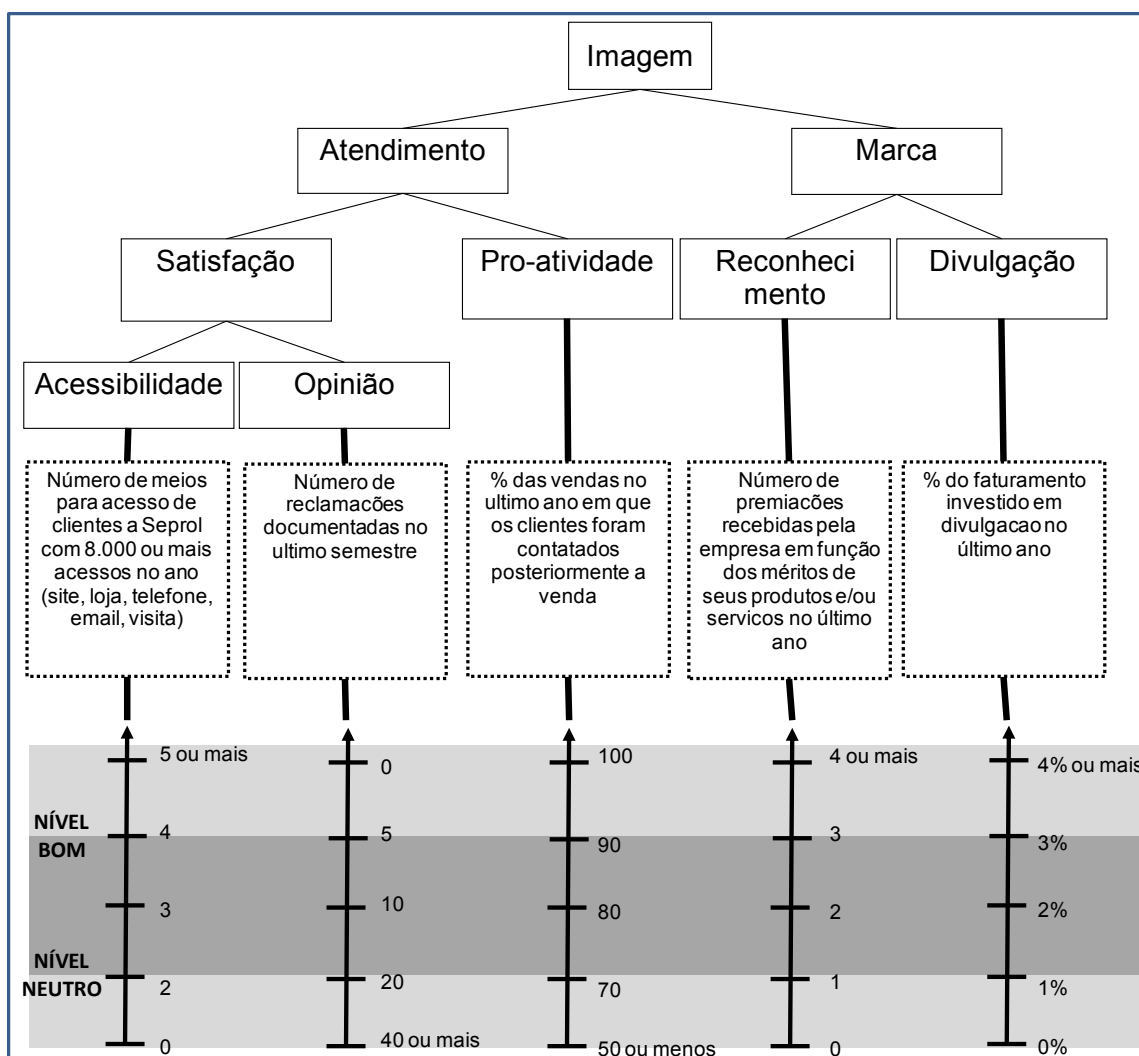 Imagem
Atendimento
Marca
Satisfação
Pro-atividade
Reconheci
mento
Divulgação
Acessibilidade
Opinião
Número de meios
para acesso de
clientes a Seprol
com 8.000 ou mais
acessos no ano
(site, loja, telefone,
email, visita)
Número de
reclamacões
documentadas no
ultimo semestre
% das vendas no
ultimo ano em que
os clientes foram
contatados
posteriormente a
venda
Número de
premiacões
recebidas pela
empresa em função
dos méritos de
seus produtos e/ou
servicos no último
ano
% do faturamento
investido em
divulgacao no
último ano
5 ou mais
0
100
4 ou mais
4% ou mais
NÍVEL
BOM
4
5
90
3
3%
3
10
80
2
2%
NÍVEL
NEUTRO
2
20
70
1
1%
0
40 ou mais
50 ou menos
0
0%